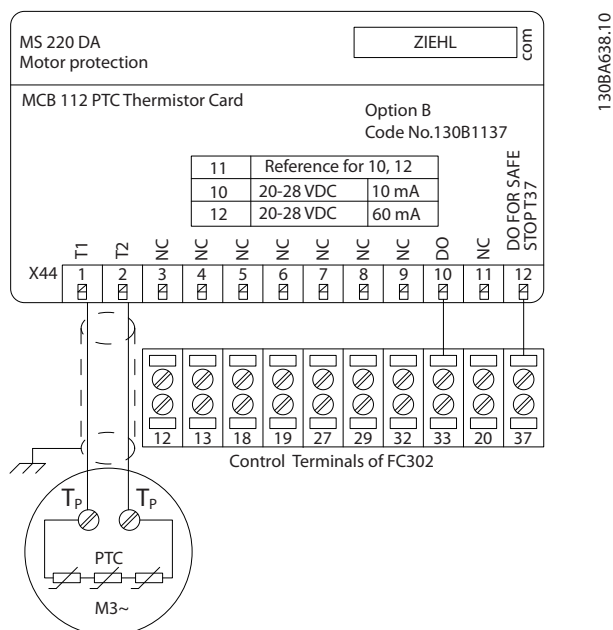 MS 220 DA
Motor protection
ZIEHL
com
130BA638.10
MCB 112 PTC Thermistor Card
Option B
Code No.130B1137
11 Reference for 10, 12
10 20-28 VDC 10 mA
12 20-28 VDC 60 mA
DO FOR SAFE
STOP T37
T1 T2 NC NC NC NC NC NC NC DO NC
X44 1 2 3 4 5 6 7 8 9 10 11 12
12 13 18 19 27 29 32 33 20 37
Control Terminals of FC302
TP TP
PTC
M3~